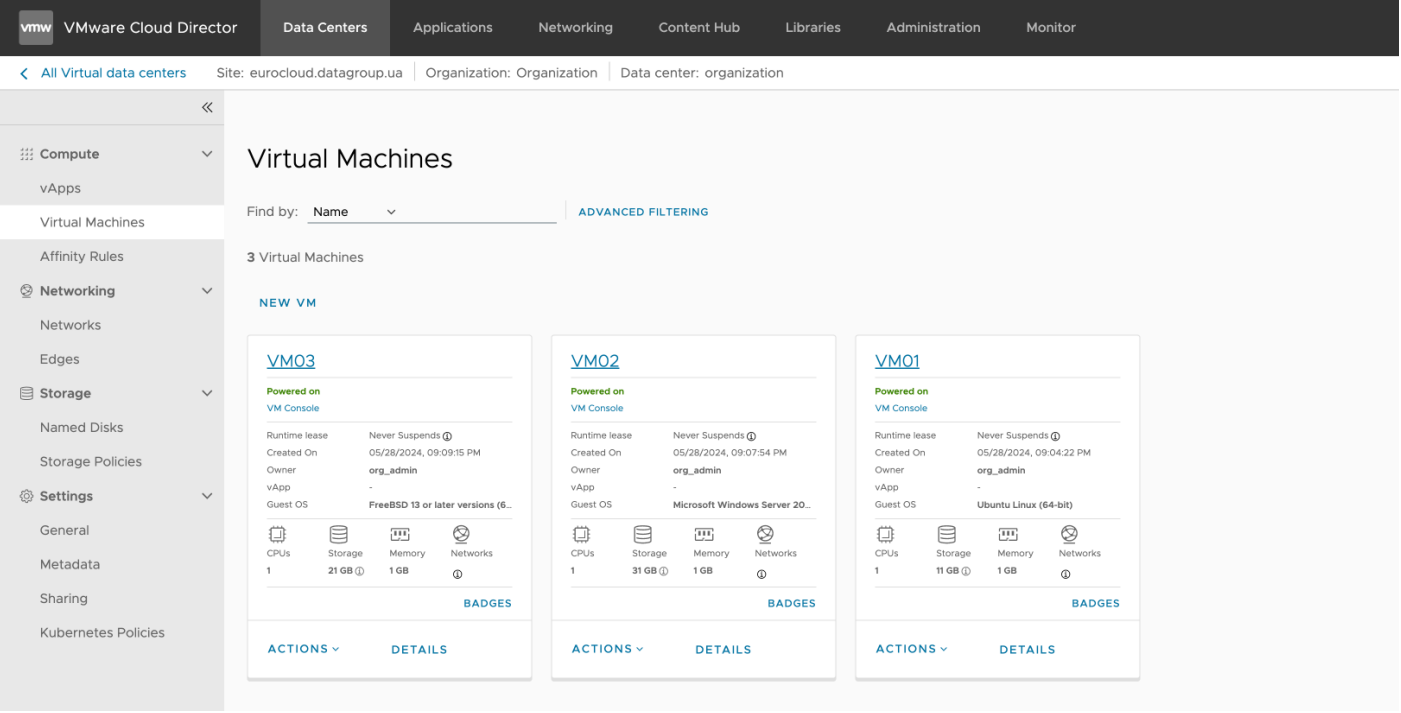 vmw VMware Cloud Director Data Centers Applications Networking Content Hub Libraries Administration Monitor
All Virtual data centers Site: eurocloud.datagroup.ua Organization: Organization Data center: organization
Compute
vApps
Virtual Machines
Affinity Rules
Networking
Networks
Edges
Storage
Named Disks
Storage Policies
Settings
General
Metadata
Sharing
Kubernetes Policies
Virtual Machines
Find by: Name ADVANCED FILTERING
3 Virtual Machines
NEW VM
VM03
Powered on
VM Console
Runtime lease Never Suspends
Created On 05/28/2024, 09:09:15 PM
Owner org_admin
vApp -
Guest OS FreeBSD 13 or later versions (6...
CPUs Storage Memory Networks
1 21 GB 1 GB
BADGES
ACTIONS DETAILS
VM02
Powered on
VM Console
Runtime lease Never Suspends
Created On 05/28/2024, 09:07:54 PM
Owner org_admin
vApp -
Guest OS Microsoft Windows Server 20...
CPUs Storage Memory Networks
1 31 GB 1 GB
BADGES
ACTIONS DETAILS
VM01
Powered on
VM Console
Runtime lease Never Suspends
Created On 05/28/2024, 09:04:22 PM
Owner org_admin
vApp -
Guest OS Ubuntu Linux (64-bit)
CPUs Storage Memory Networks
1 11 GB 1 GB
BADGES
ACTIONS DETAILS